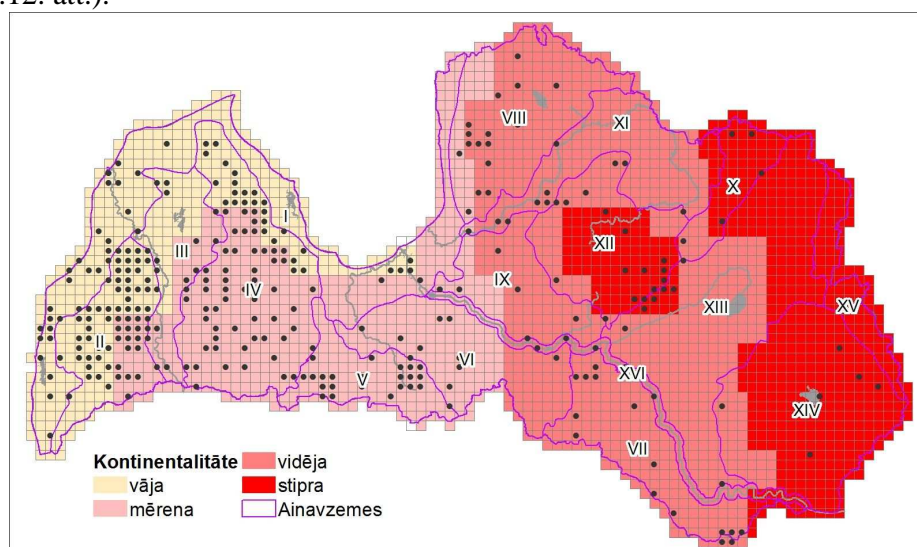 .12. att.).
VIII
XI
X
I
III
XII
IV
IX
XIII
XV
II
VI
V
XVI
XIV
VII
Kontinentalitāte
vidēja
vāja
stipra
mērena
Ainavzemes